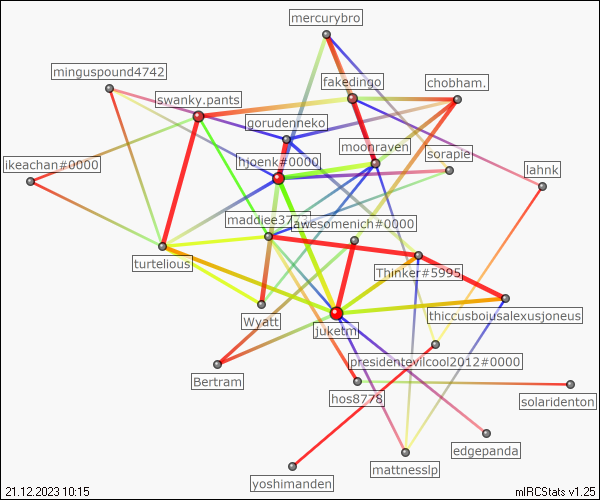 mercurybro
minguspound4742
fakedingo
chobham.
swanky.pants
gorudenneko
moonraven
sorapie
ikeachan#0000
hjoenk#0000
lahnk
awesomenich#0000
turtelious
Thinker#5995
Wyatt
juketm
thiccusboiusalexusjoneus
presidentevilcool2012#0000
Bertram
hos8778
solaridenton
edgepanda
mattnesslp
yoshimanden
21.12.2023 10:15
mIRCStats v1.25